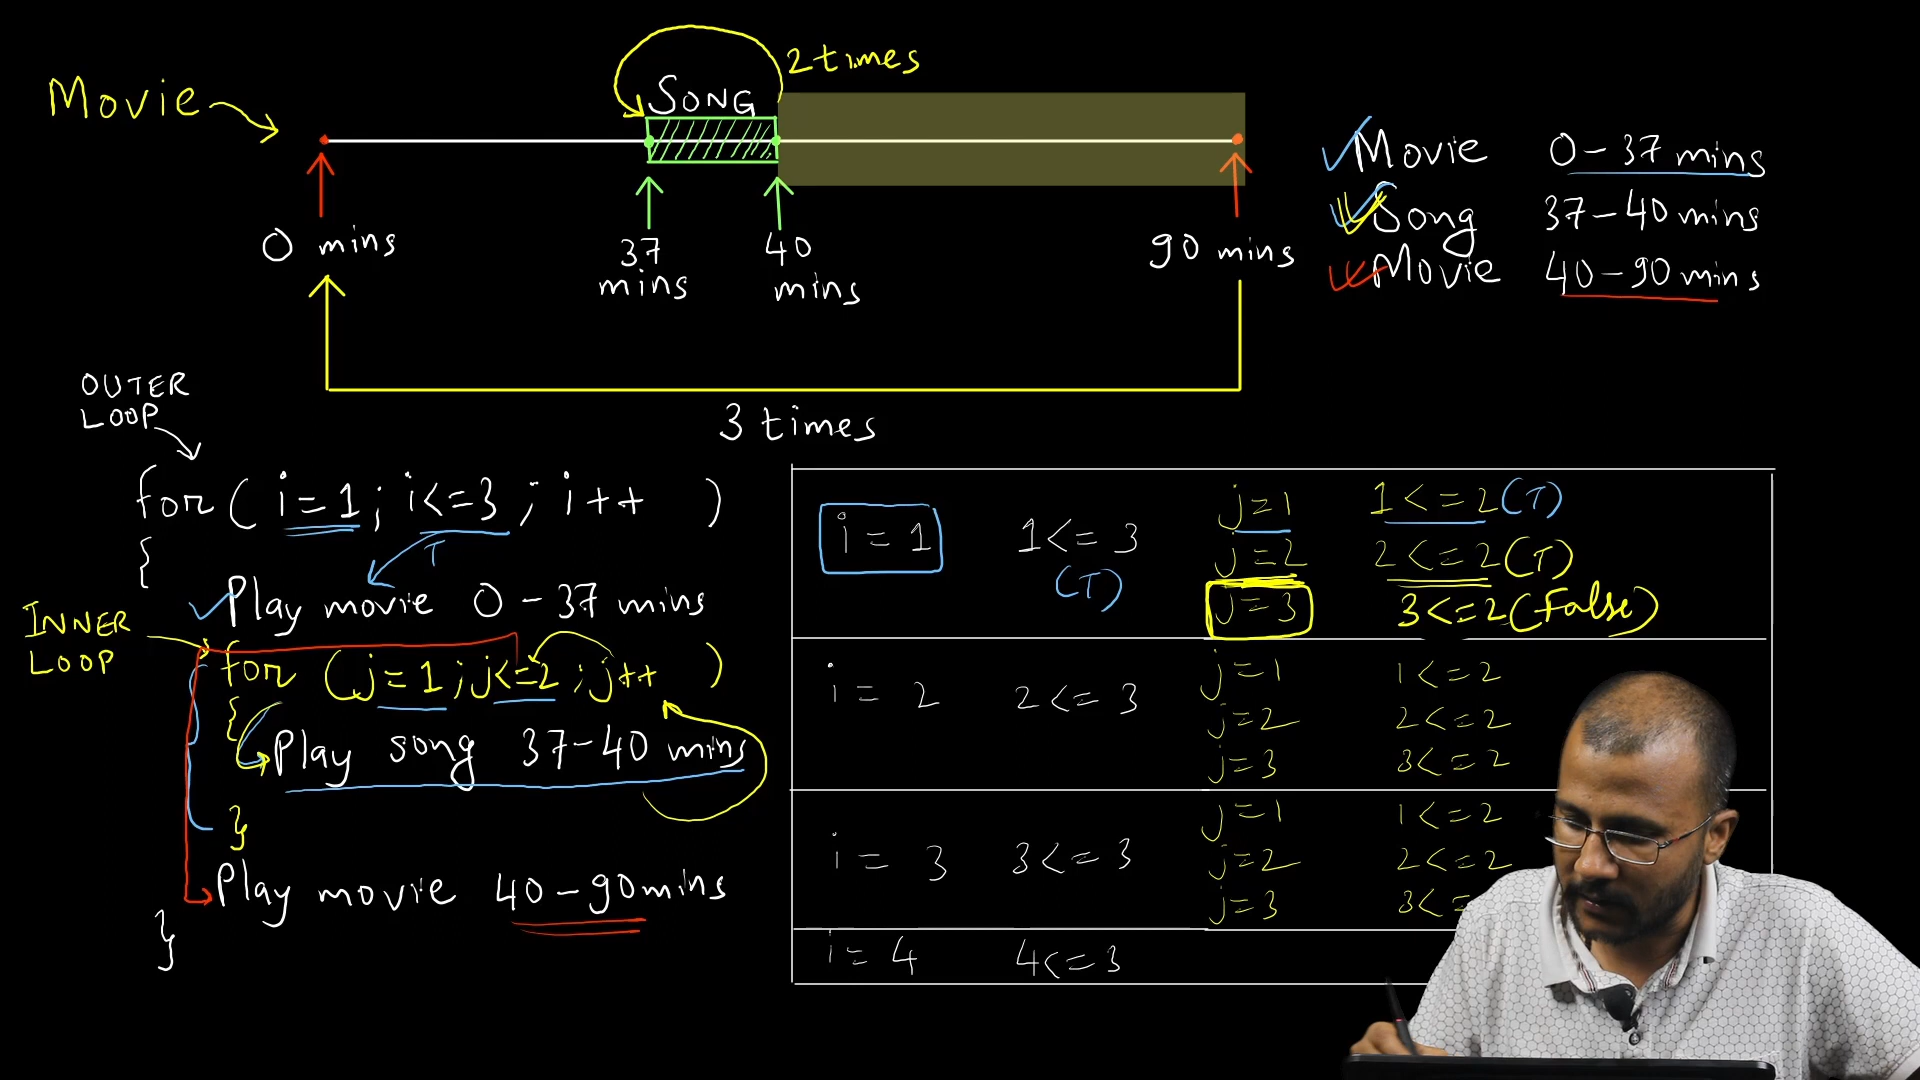 Movie
SONG
2 times
0 mins
37 mins
40 mins
90 mins
3 times
Movie 0-37 mins
Song 37-40 mins
Movie 40-90 mins
OUTER LOOP
for ( i=1; i<=3 ; i++ )
{
T
Play movie 0-37 mins
INNER LOOP
for (j=1; j<=2 ; j++ )
{
Play song 37-40 mins
}
Play movie 40-90 mins
}
i = 1 1<= 3 (T)
j=1 1<=2 (T)
j=2 2<=2 (T)
j=3 3<=2 (False)
i = 2 2<= 3
j=1 1<=2
j=2 2<=2
j=3 3<=2
i = 3 3<= 3
j=1 1<=2
j=2 2<=2
j=3 3<=
i = 4 4<=3